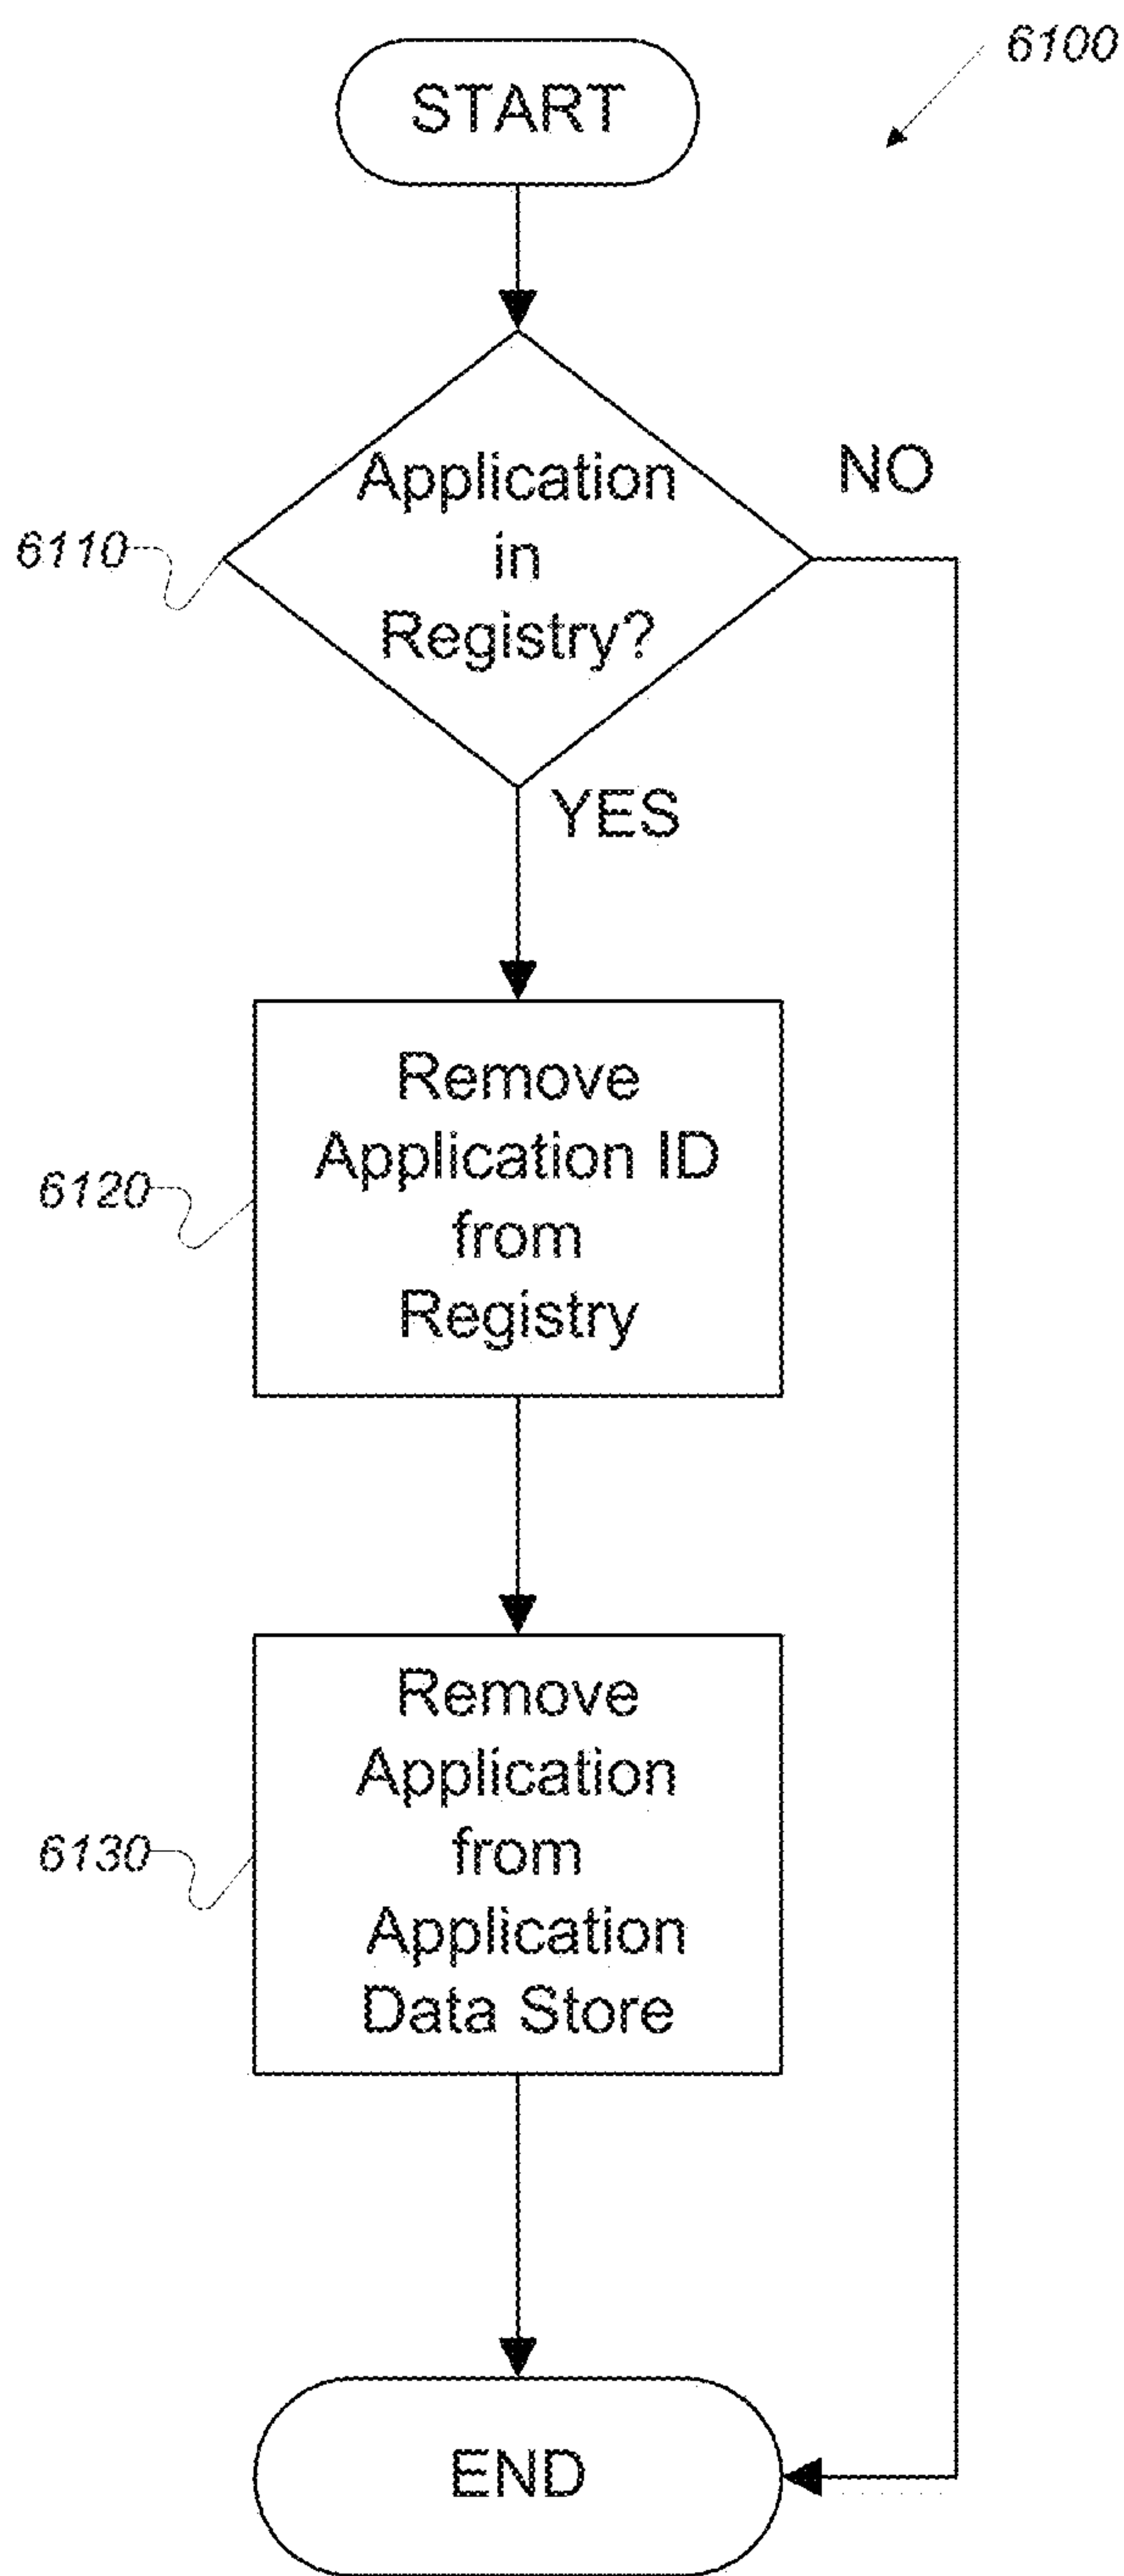 6100
START
Application
in
Registry?
NO
6110
YES
Remove
Application ID
from
Registry
6120
Remove
Application
from
Application
Data Store
6130
END